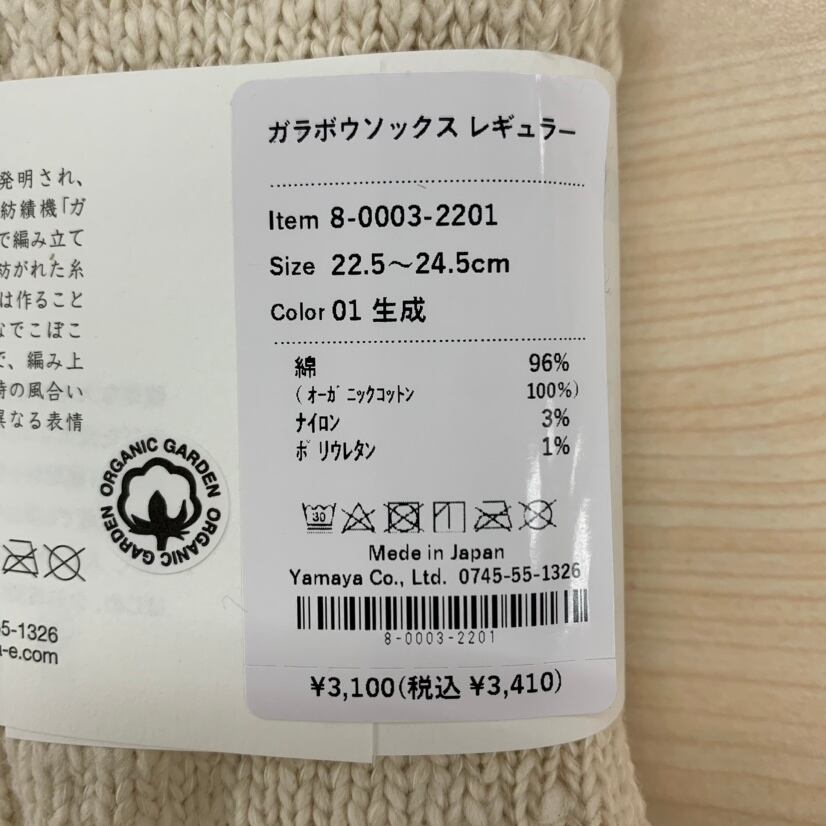 発明され、
紡績機「ガ
で編み立て
紡がれた糸
は作ること
なでこぼこ
で、編み上
時の風合い
異なる表情
ORGANIC GARDEN ORGANIC GARDEN
5-1326
a-e.com
ガラボウソックス レギュラー
Item 8-0003-2201
Size 22.5〜24.5cm
Color 01 生成
綿 96%
(オーガニックコットン 100%)
ナイロン 3%
ポリウレタン 1%
30
Mede in Japan
Yamaya Co., Ltd. 0745-55-1326
8-0003-2201
¥3,100(税込 ¥3,410)